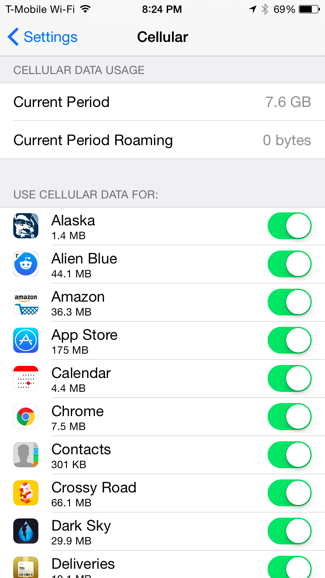 T-Mobile Wi-Fi 8:24 PM 69%
Settings Cellular
CELLULAR DATA USAGE
Current Period 7.6 GB
Current Period Roaming 0 bytes
USE CELLULAR DATA FOR:
Alaska
1.4 MB
Alien Blue
44.1 MB
amazon
Amazon
36.3 MB
App Store
175 MB
Calendar
4.4 MB
Chrome
7.5 MB
Contacts
301 KB
Crossy Road
66.1 MB
Dark Sky
29.9 MB
Deliveries